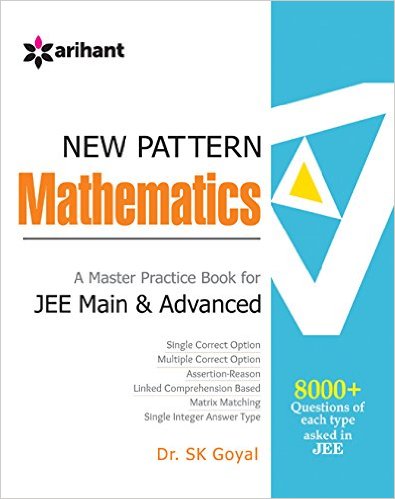 arihant
NEW PATTERN
Mathematics
A Master Practice Book for
JEE Main & Advanced
Single Correct Option
Multiple Correct Option
Assertion-Reason
Linked Comprehension Based
Matrix Matching
Single Integer Answer Type
8000+
Questions of
each type
asked in
JEE
Dr. SK Goyal